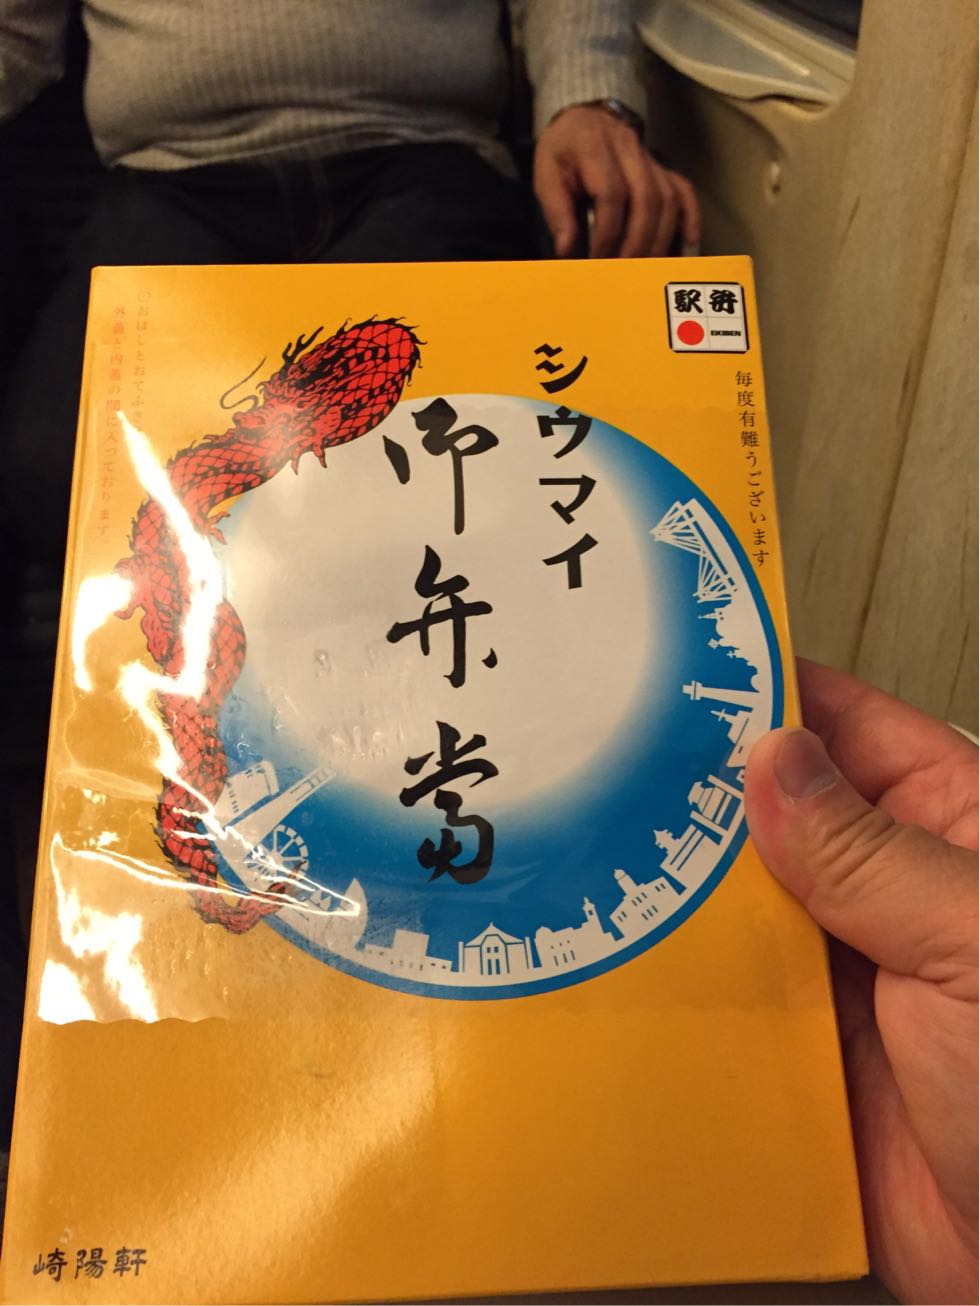 駅弁
EKIBEN
毎度有難うございます
シウマイ
御弁当
〇おはしとおてふき
外蓋と内蓋の間に入っております。
崎陽軒